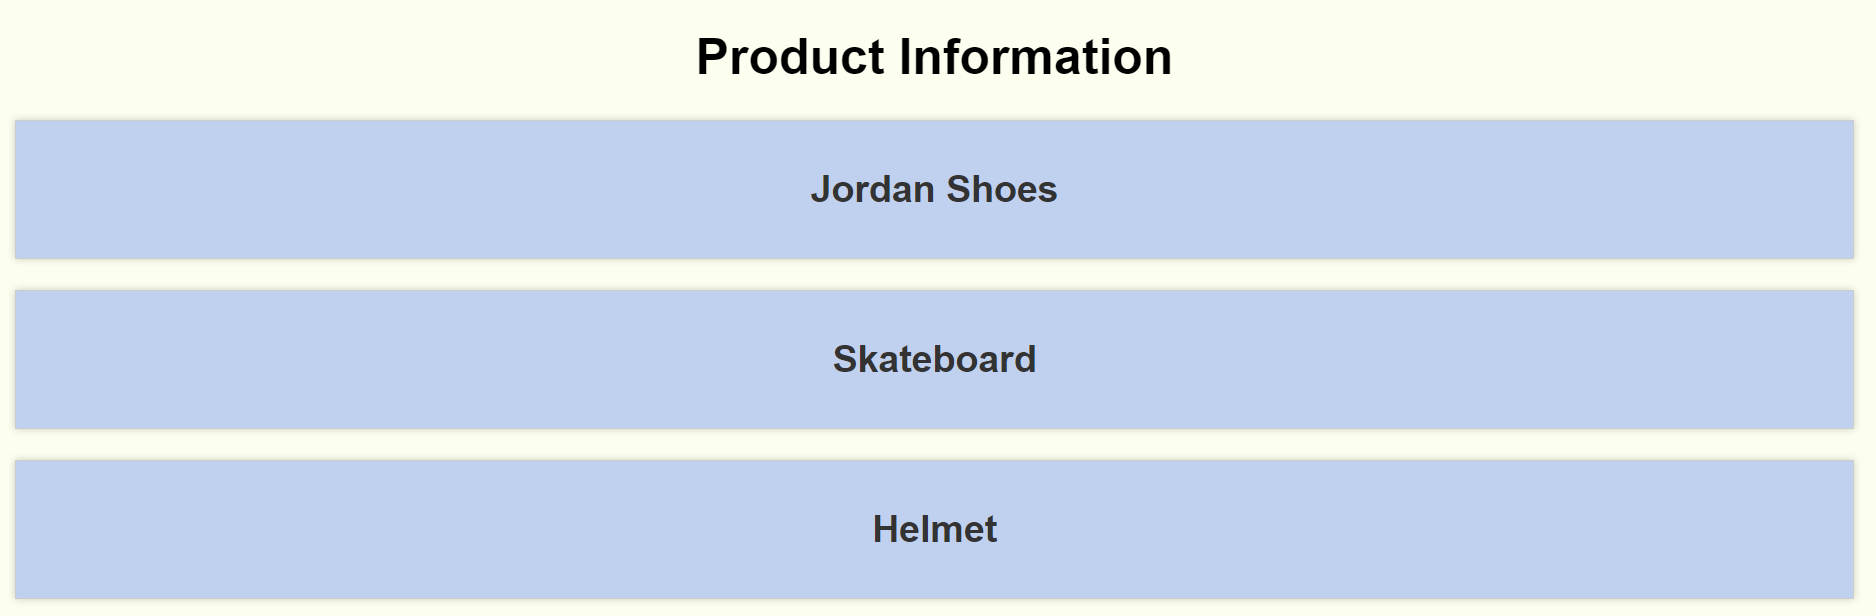 Product Information
Jordan Shoes
Skateboard
Helmet